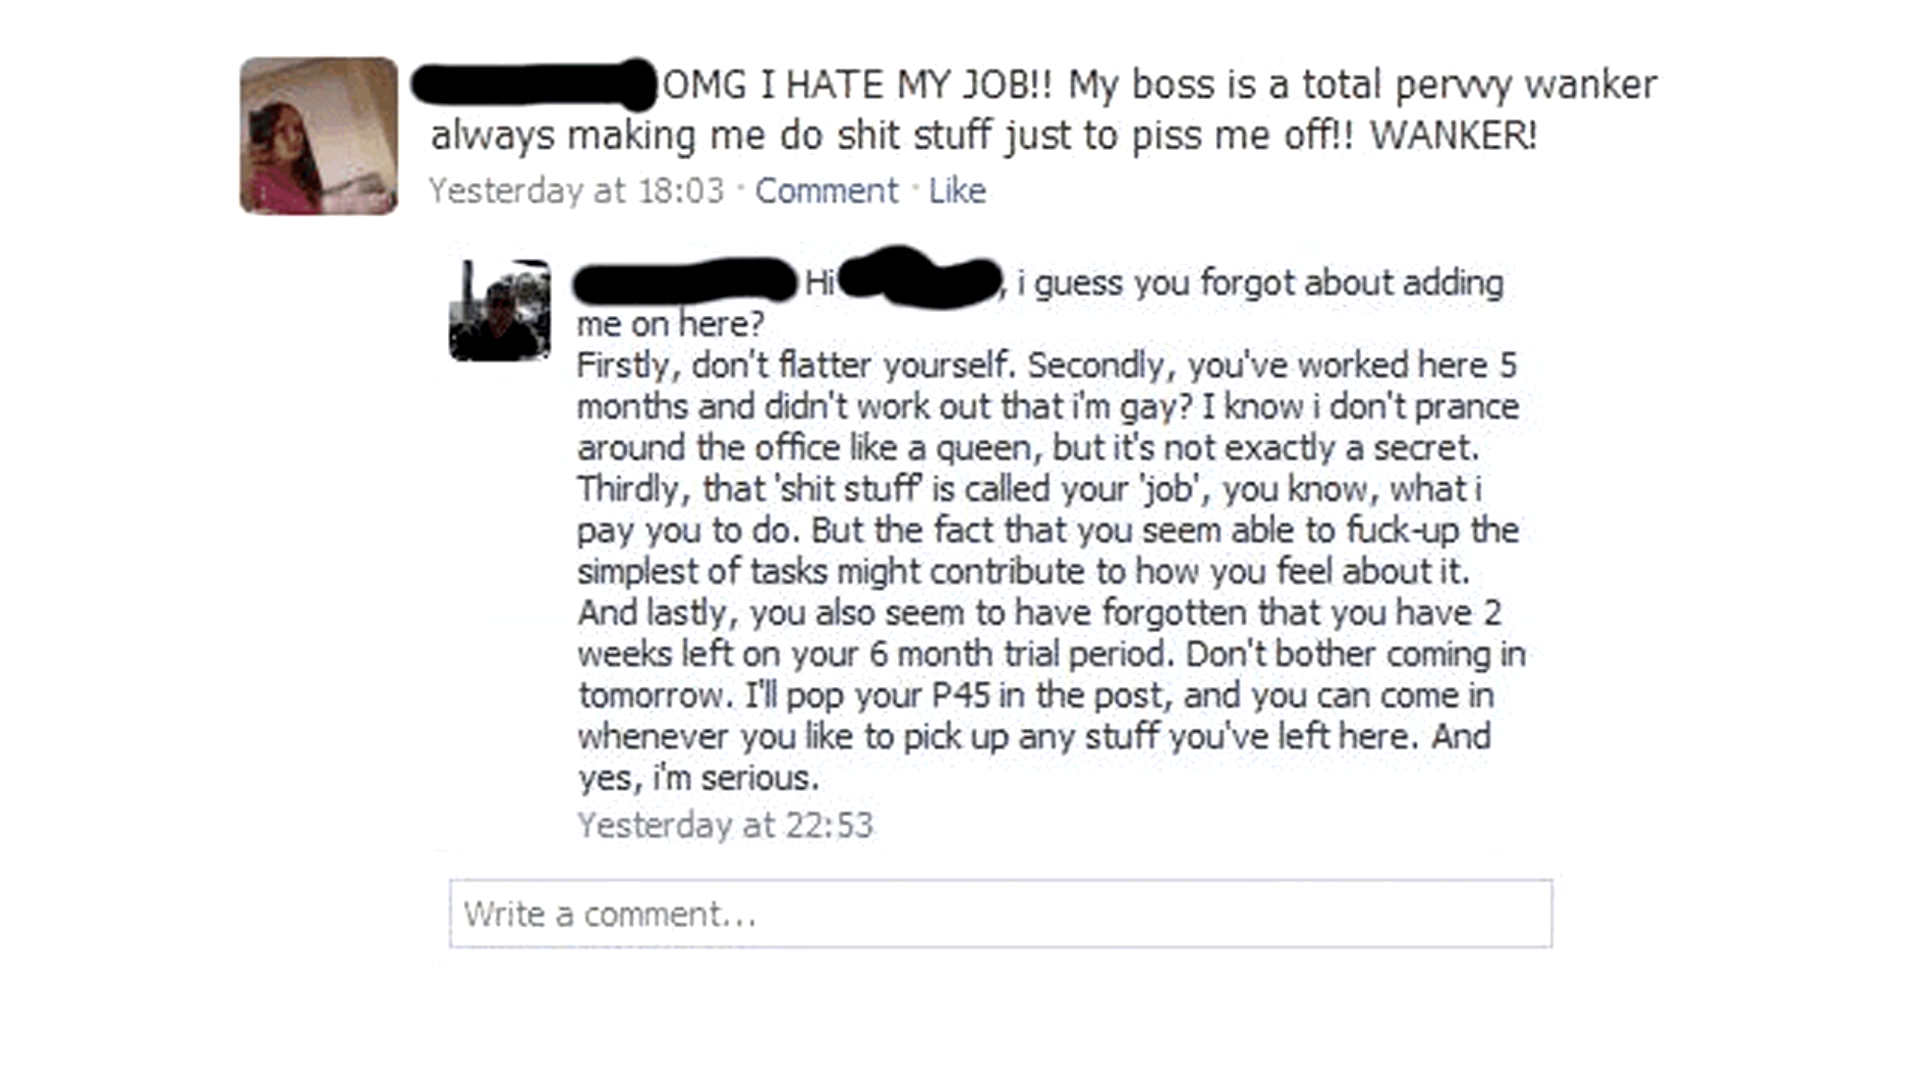 OMG I HATE MY JOB!! My boss is a total pervvy wanker
always making me do shit stuff just to piss me off!! WANKER!
Yesterday at 18:03 · Comment · Like
Hi , i guess you forgot about adding
me on here?
Firstly, don't flatter yourself. Secondly, you've worked here 5
months and didn't work out that i'm gay? I know i don't prance
around the office like a queen, but it's not exactly a secret.
Thirdly, that 'shit stuff' is called your 'job', you know, what i
pay you to do. But the fact that you seem able to fuck-up the
simplest of tasks might contribute to how you feel about it.
And lastly, you also seem to have forgotten that you have 2
weeks left on your 6 month trial period. Don't bother coming in
tomorrow. I'll pop your P45 in the post, and you can come in
whenever you like to pick up any stuff you've left here. And
yes, i'm serious.
Yesterday at 22:53
Write a comment...